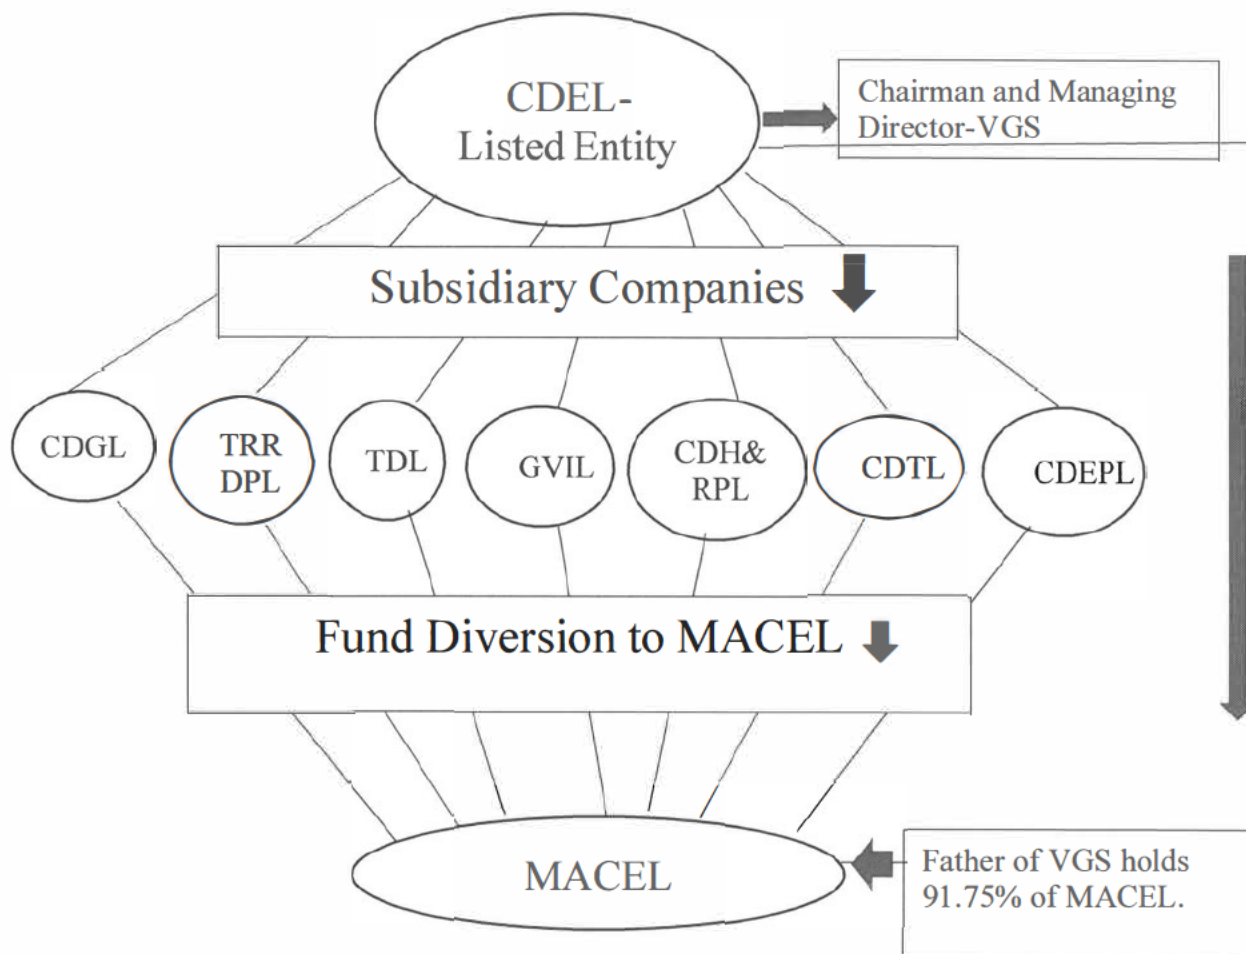 CDEL-
Listed Entity
Chairman and Managing
Director-VGS
Subsidiary Companies
CDGL
TRR
DPL
TDL
GVIL
CDH&
RPL
CDTL
CDEPL
Fund Diversion to MACEL
MACEL
Father of VGS holds
91.75% of MACEL.